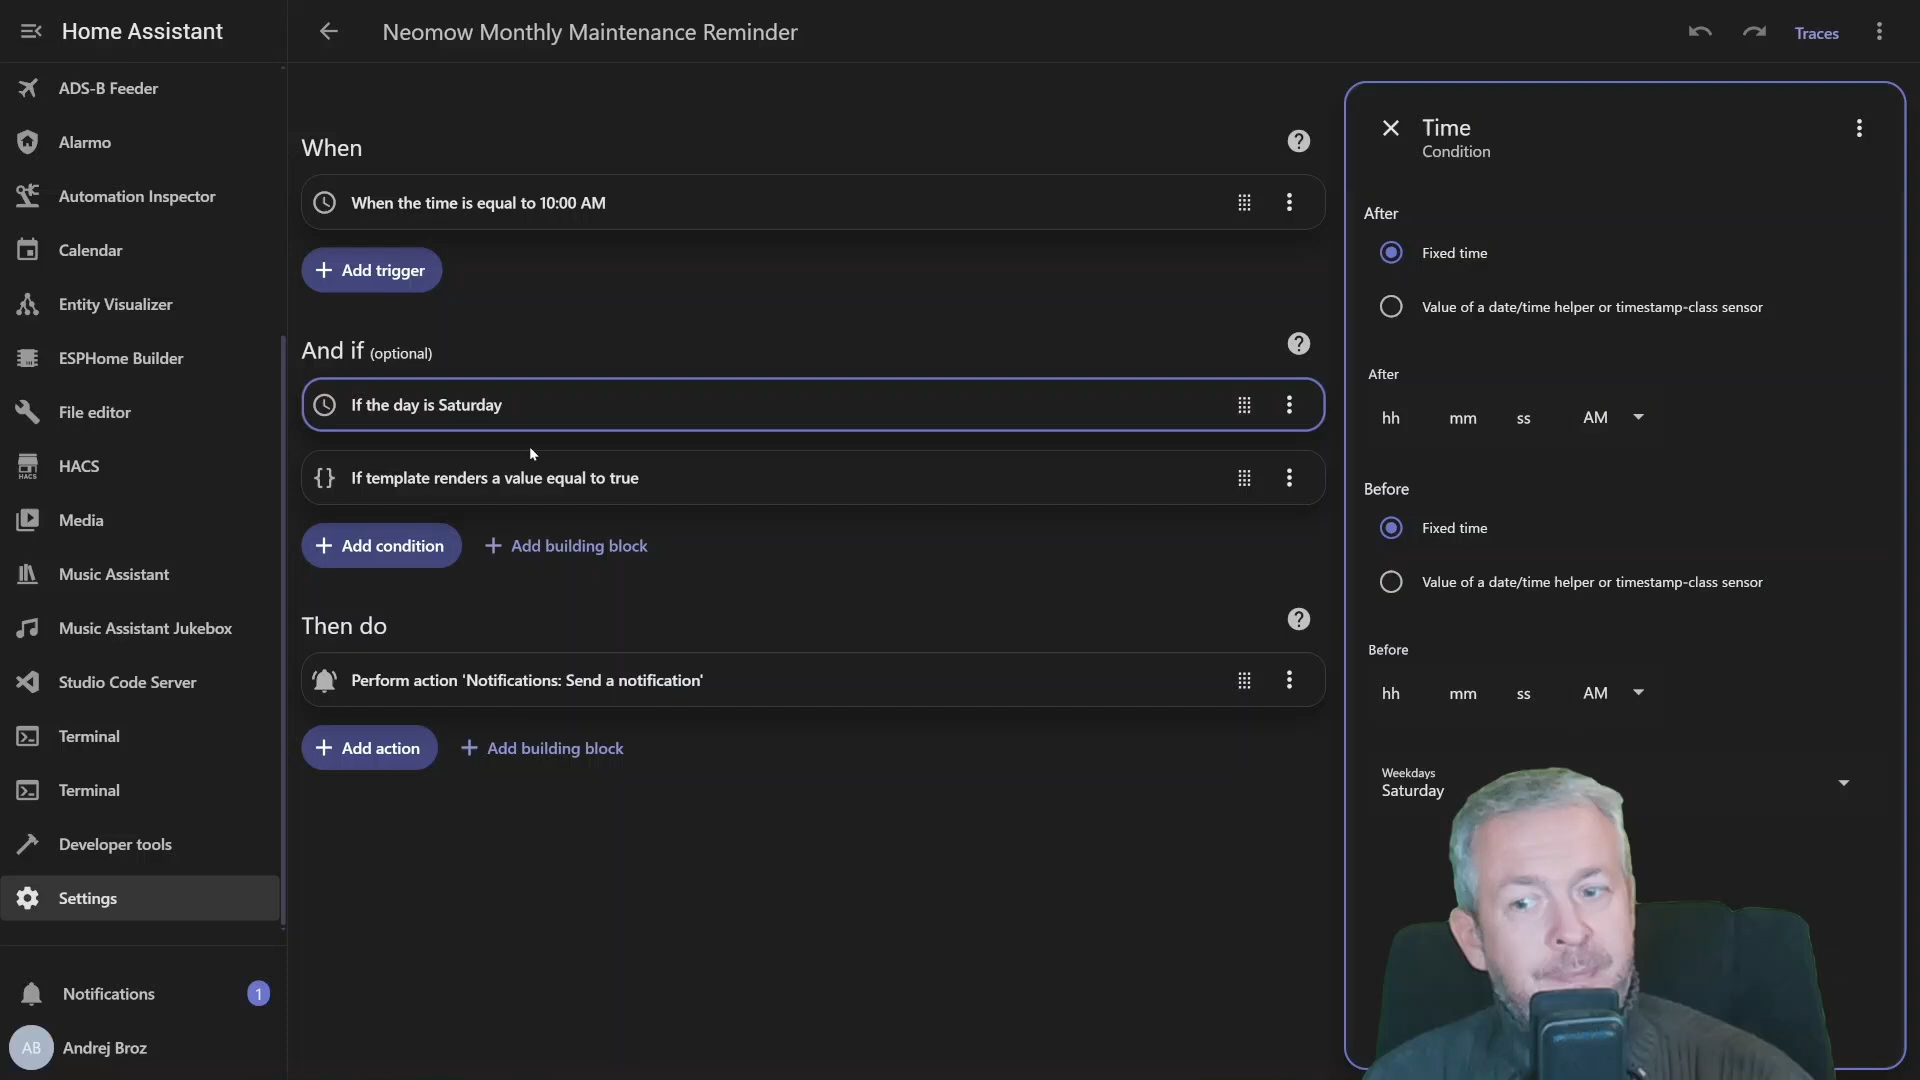 Home Assistant
ADS-B Feeder
Alarmo
Automation Inspector
Calendar
Entity Visualizer
ESPHome Builder
File editor
HACS
HACS
Media
Music Assistant
Music Assistant Jukebox
Studio Code Server
Terminal
Terminal
Developer tools
Settings
Notifications 1
AB Andrej Broz
Neomow Monthly Maintenance Reminder
Traces
When
When the time is equal to 10:00 AM
Add trigger
And if (optional)
If the day is Saturday
If template renders a value equal to true
Add condition
Add building block
Then do
Perform action 'Notifications: Send a notification'
Add action
Add building block
Time
Condition
After
Fixed time
Value of a date/time helper or timestamp-class sensor
After
hh mm ss AM
Before
Fixed time
Value of a date/time helper or timestamp-class sensor
Before
hh mm ss AM
Weekdays
Saturday